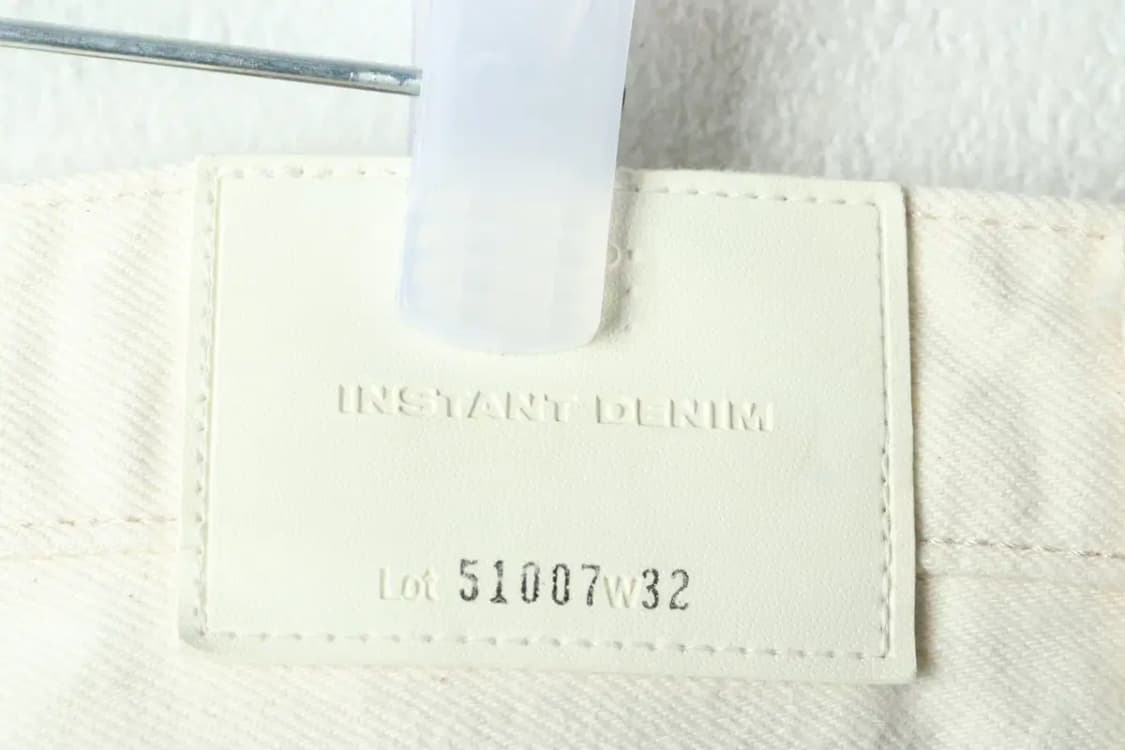 INSTANT DENIM
Lot 51007W32